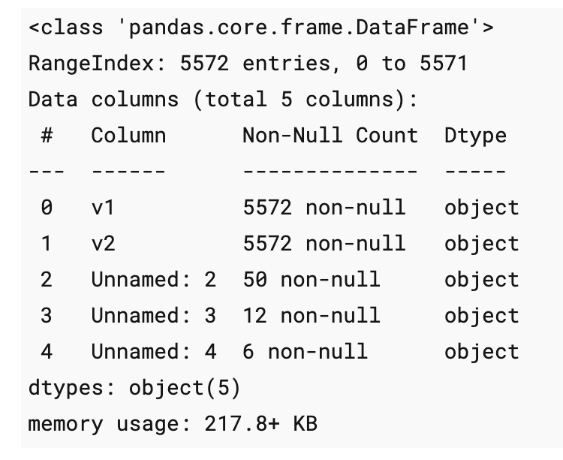 <class 'pandas.core.frame.DataFrame'>
RangeIndex: 5572 entries, 0 to 5571
Data columns (total 5 columns):
 #   Column      Non-Null Count  Dtype
---  ------      --------------  -----
 0   v1          5572 non-null   object
 1   v2          5572 non-null   object
 2   Unnamed: 2  50 non-null     object
 3   Unnamed: 3  12 non-null     object
 4   Unnamed: 4  6 non-null      object
dtypes: object(5)
memory usage: 217.8+ KB